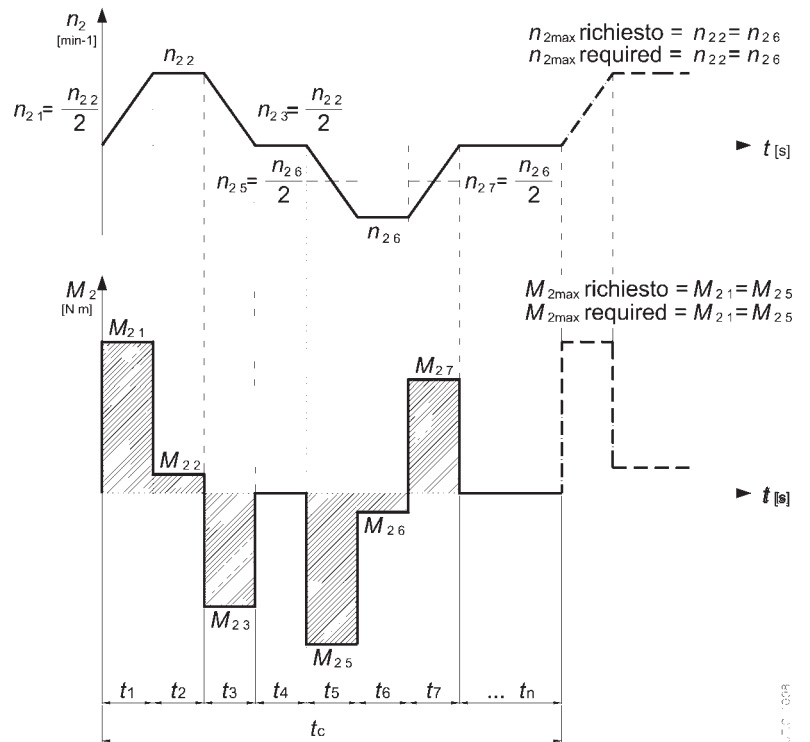 n2
[min-1]
n22
n2max richiesto = n22 = n26
n2max required = n22 = n26
n21 = n22/2
n23 = n22/2
t [s]
n25 = n26/2
n27 = n26/2
n26
M2
[N m]
M2max richiesto = M21 = M25
M2max required = M21 = M25
M21
M27
M22
t [s]
M26
M23
M25
t1 t2 t3 t4 t5 t6 t7 ... tn
tc